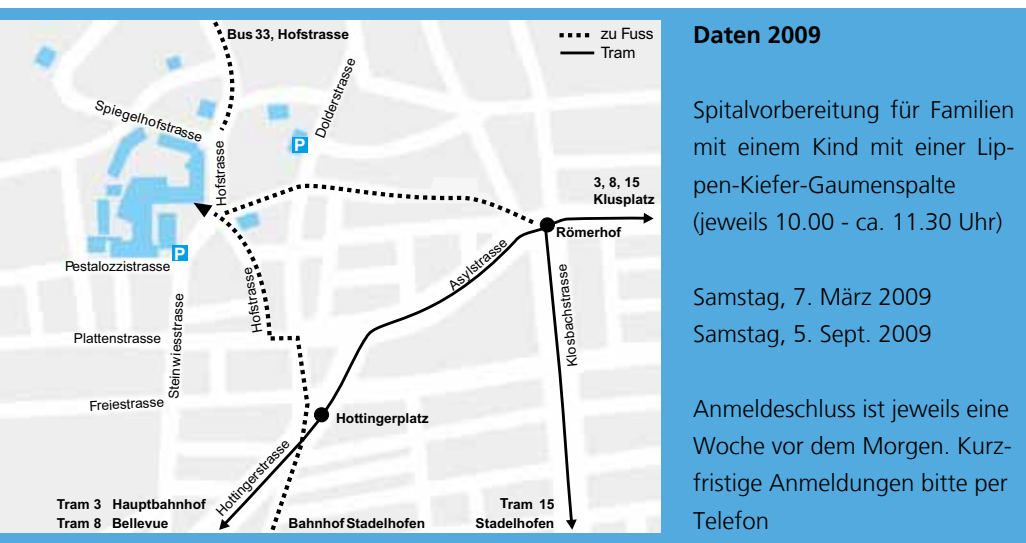 Bus 33, Hofstrasse
zu Fuss
Tram
Dolderstrasse
Spiegelhofstrasse
P
Hofstrasse
3, 8, 15
Klusplatz
Römerhof
P
Pestalozzistrasse
Asylstrasse
Hofstrasse
Klosbachstrasse
Plattenstrasse
Steinwiesstrasse
Freiestrasse
Hottingerplatz
Hottingerstrasse
Tram 3 Hauptbahnhof
Tram 8 Bellevue
Bahnhof Stadelhofen
Tram 15
Stadelhofen
Daten 2009
Spitalvorbereitung für Familien
mit einem Kind mit einer Lip-
pen-Kiefer-Gaumenspalte
(jeweils 10.00 - ca. 11.30 Uhr)
Samstag, 7. März 2009
Samstag, 5. Sept. 2009
Anmeldeschluss ist jeweils eine
Woche vor dem Morgen. Kurz-
fristige Anmeldungen bitte per
Telefon